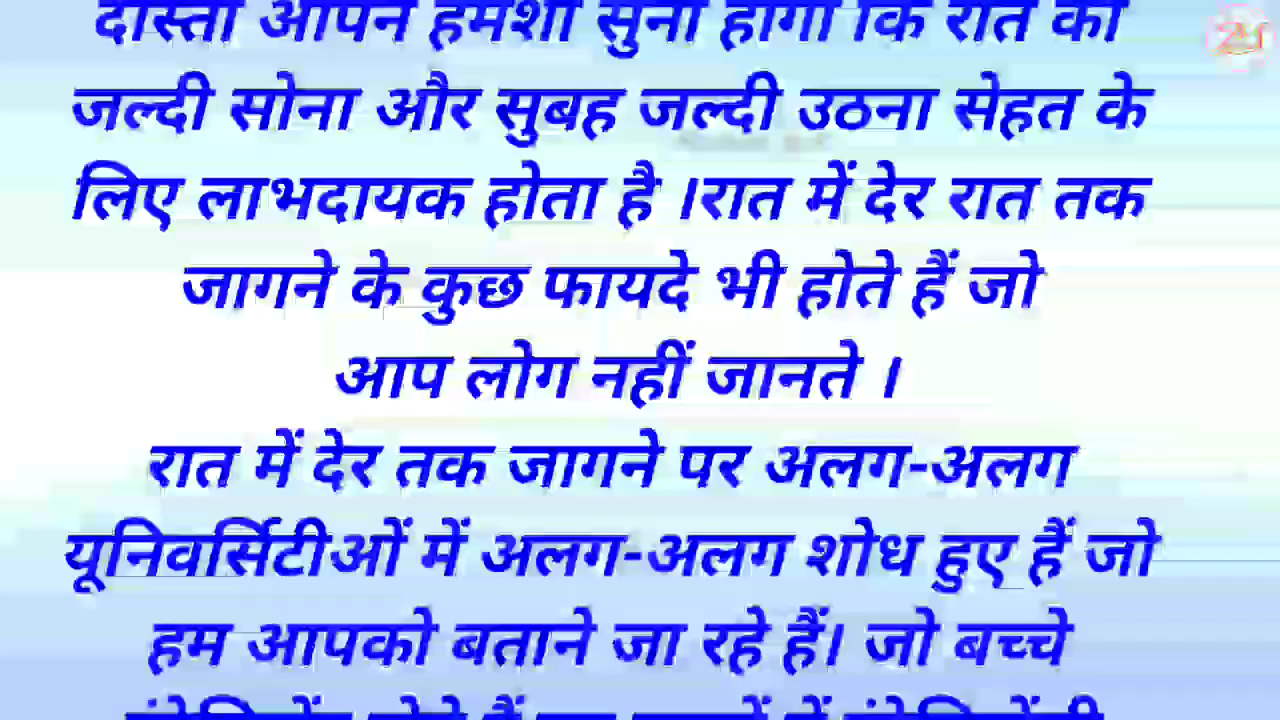 दोस्तों आपने हमेशा सुना होगा कि रात को
जल्दी सोना और सुबह जल्दी उठना सेहत के
लिए लाभदायक होता है ।रात में देर रात तक
जागने के कुछ फायदे भी होते हैं जो
आप लोग नहीं जानते ।
रात में देर तक जागने पर अलग-अलग
यूनिवर्सिटीओं में अलग-अलग शोध हुए हैं जो
हम आपको बताने जा रहे हैं। जो बच्चे